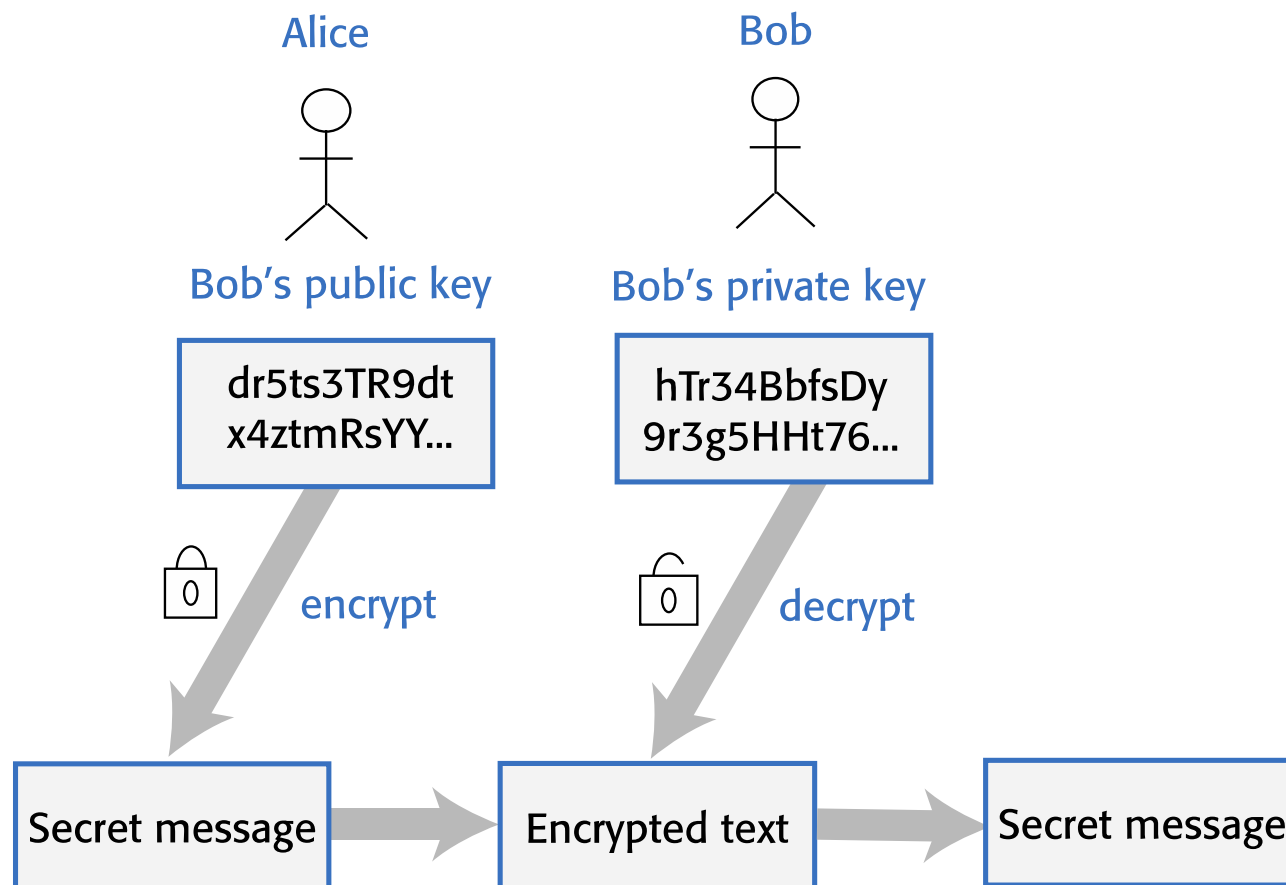 Alice
Bob
Bob's public key
Bob's private key
dr5ts3TR9dt
x4ztmRsYY...
hTr34BbfsDy
9r3g5HHt76...
encrypt
decrypt
Secret message
Encrypted text
Secret message